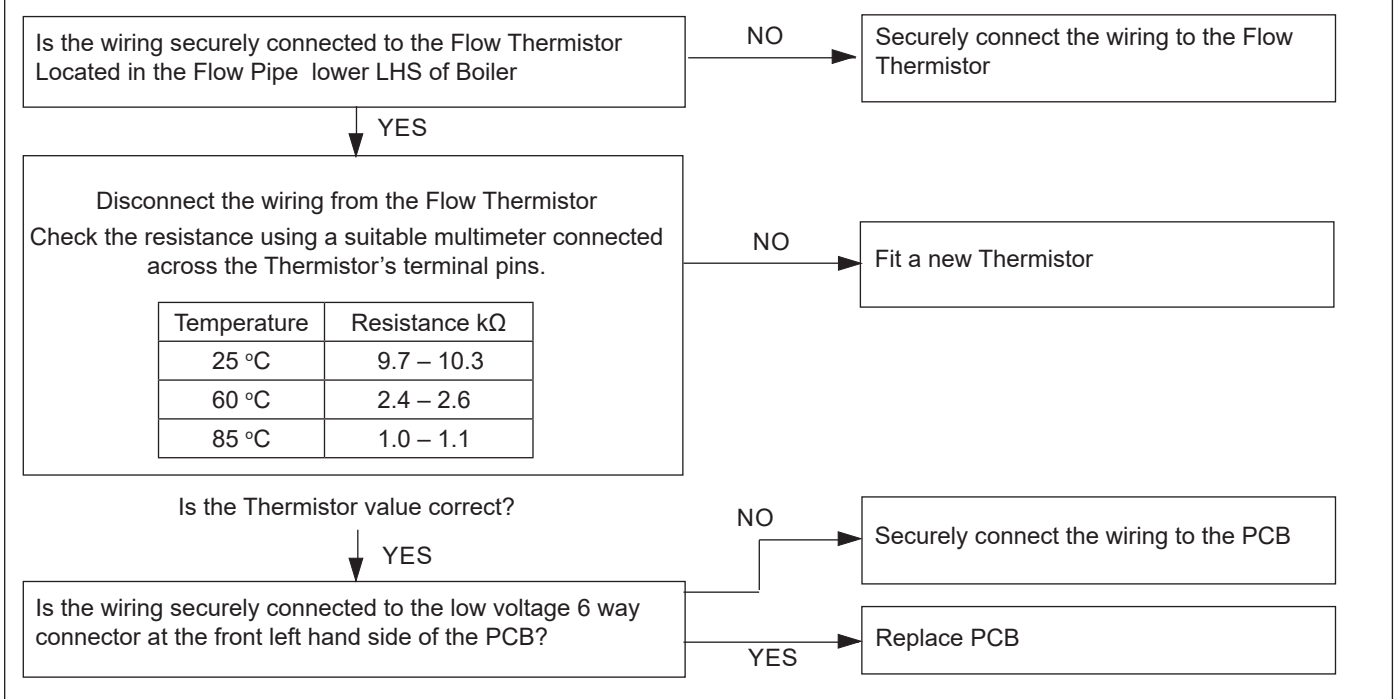 Is the wiring securely connected to the Flow Thermistor
Located in the Flow Pipe  lower LHS of Boiler
NO
Securely connect the wiring to the Flow
Thermistor
YES
Disconnect the wiring from the Flow Thermistor
Check the resistance using a suitable multimeter connected
across the Thermistor’s terminal pins.
NO
Fit a new Thermistor
Temperature Resistance kΩ
25 °C 9.7 – 10.3
60 °C 2.4 – 2.6
85 °C 1.0 – 1.1
Is the Thermistor value correct?
YES
NO
Securely connect the wiring to the PCB
Is the wiring securely connected to the low voltage 6 way
connector at the front left hand side of the PCB?
YES
Replace PCB